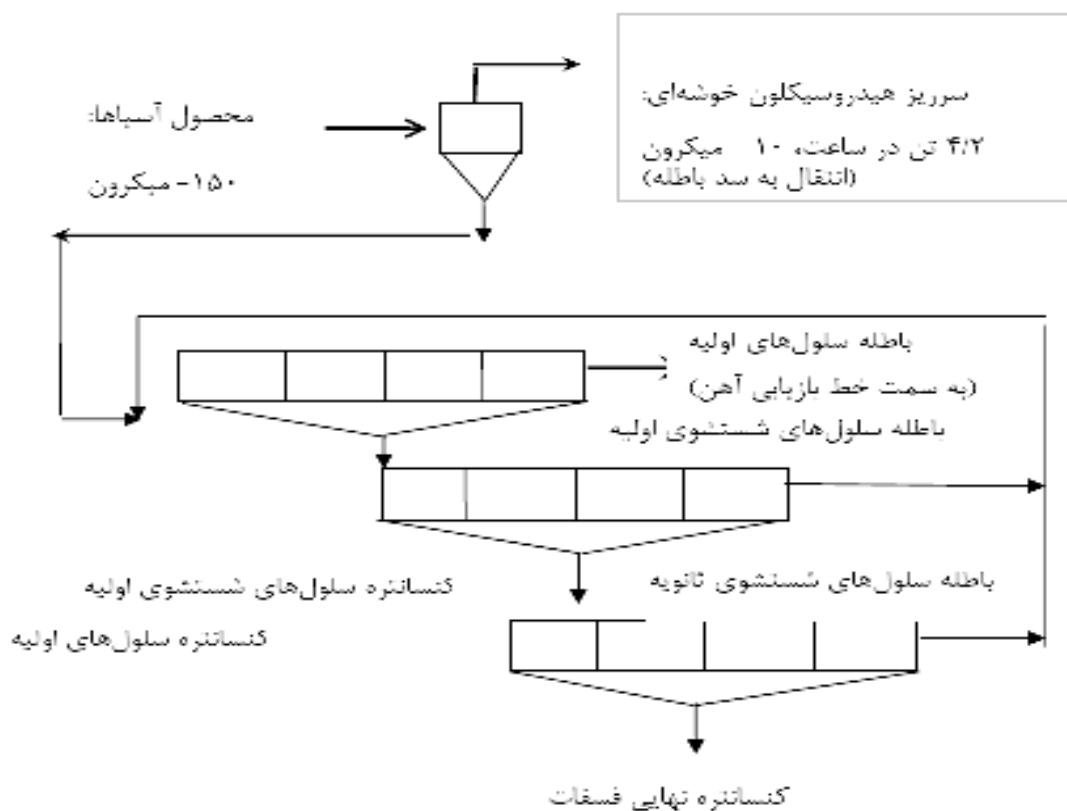 سرریز هیدروسیکلون خوشه‌ای:
۴/۲ تن در ساعت، ۱۰ میکرون
(انتقال به سد باطله)
محصول آسیاها:
۱۵۰- میکرون
باطله سلول‌های اولیه
(به سمت خط بازیابی آهن)
باطله سلول‌های شستشوی اولیه
کنسانتره سلول‌های شستشوی اولیه
باطله سلول‌های شستشوی ثانویه
کنسانتره سلول‌های اولیه
کنسانتره نهایی فسفات